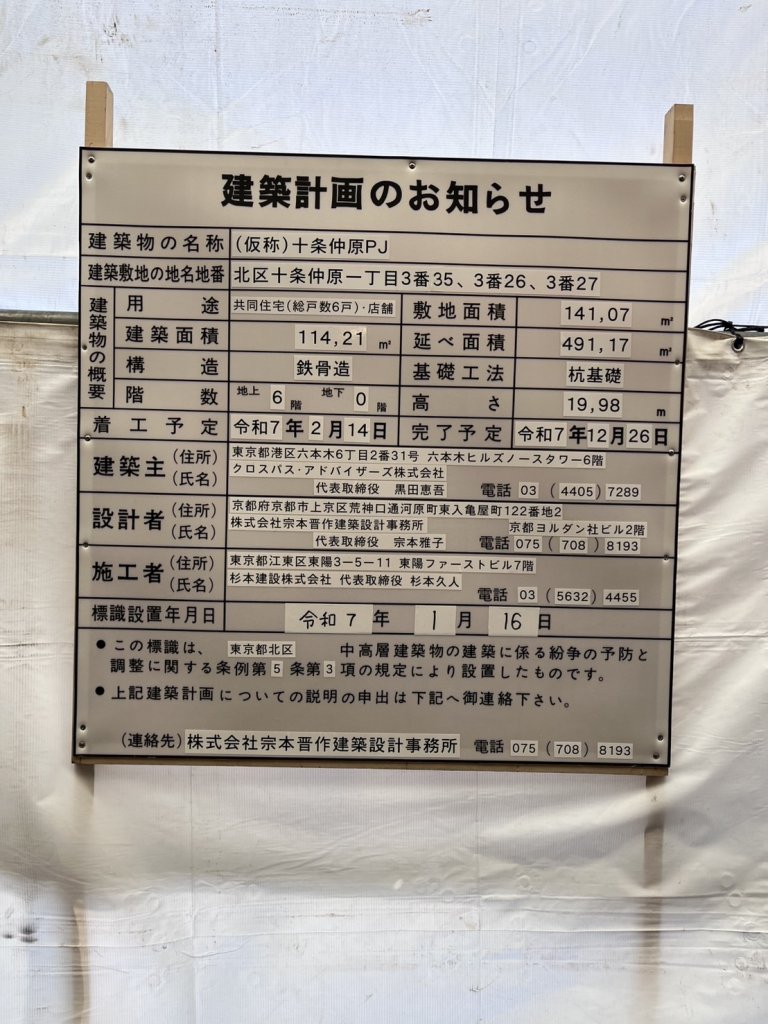 建築計画のお知らせ
建築物の名称 (仮称)十条仲原PJ
建築敷地の地名地番 北区十条仲原一丁目3番35、3番26、3番27
建築物の概要
用途 共同住宅(総戸数6戸)・店舗 敷地面積 141,07 ㎡
建築面積 114,21 ㎡ 延べ面積 491,17 ㎡
構造 鉄骨造 基礎工法 杭基礎
階数 地上 6 階 地下 0 階 高さ 19,98 m
着工予定 令和7年2月14日 完了予定 令和7年12月26日
建築主 (住所) 東京都港区六本木6丁目2番31号 六本木ヒルズノースタワー6階
(氏名) クロスパス・アドバイザーズ株式会社
代表取締役 黒田恵吾 電話 03 (4405) 7289
設計者 (住所) 京都府京都市上京区荒神口通河原町東入亀屋町122番地2
(氏名) 株式会社宗本晋作建築設計事務所 京都ヨルダン社ビル2階
代表取締役 宗本雅子 電話 075 (708) 8193
施工者 (住所) 東京都江東区東陽3-5-11 東陽ファーストビル7階
(氏名) 杉本建設株式会社 代表取締役 杉本久人
電話 03 (5632) 4455
標識設置年月日 令和7年 1月 16日
●この標識は、 東京都北区 中高層建築物の建築に係る紛争の予防と
調整に関する条例第5条第3項の規定により設置したものです。
●上記建築計画についての説明の申出は下記へ御連絡下さい。
(連絡先) 株式会社宗本晋作建築設計事務所 電話 075 (708) 8193